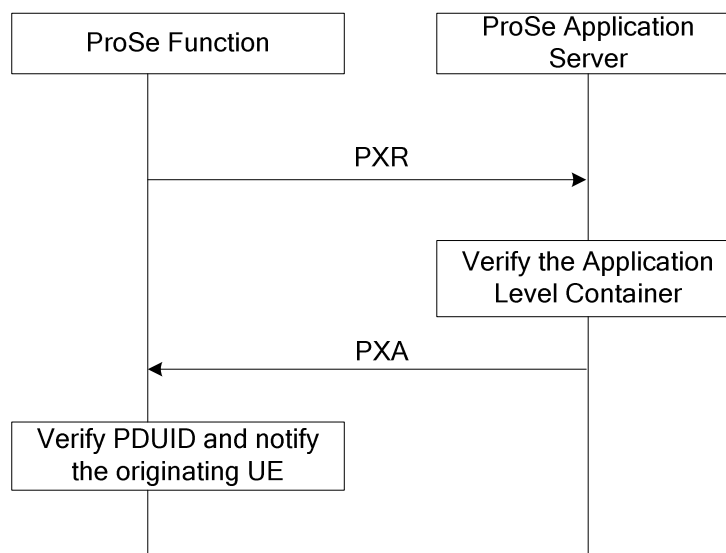 ProSe Function
ProSe Application
Server
PXR
Verify the Application
Level Container
PXA
Verify PDUID and notify
the originating UE